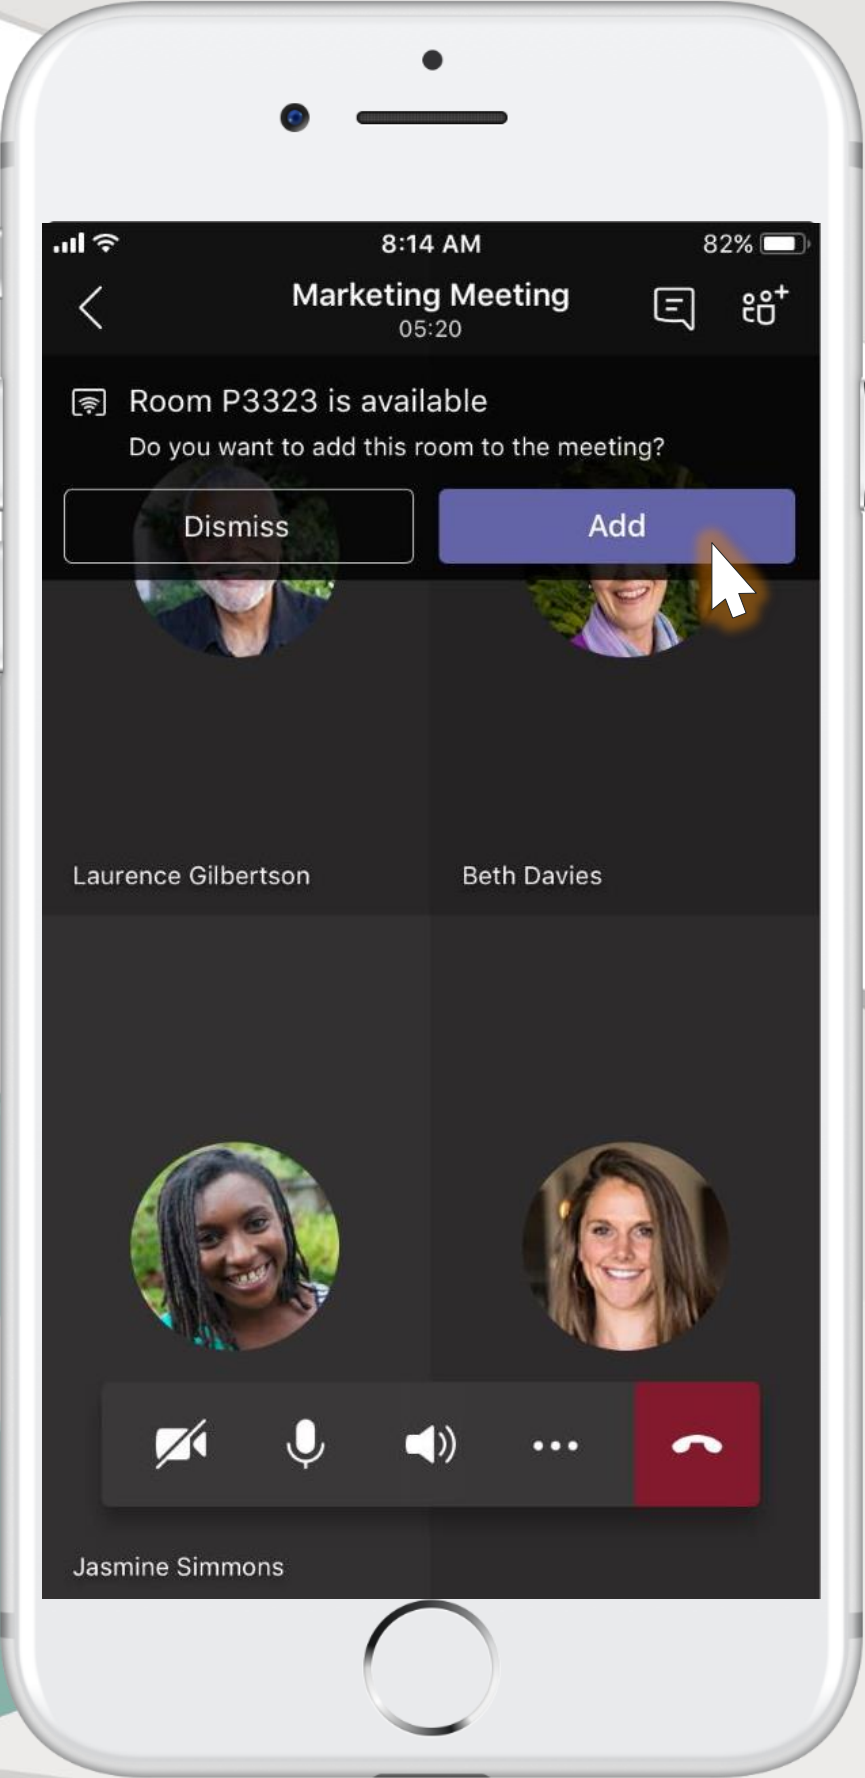 8:14 AM
82%
Marketing Meeting
05:20
Room P3323 is available
Do you want to add this room to the meeting?
Dismiss
Add
Laurence Gilbertson
Beth Davies
Jasmine Simmons